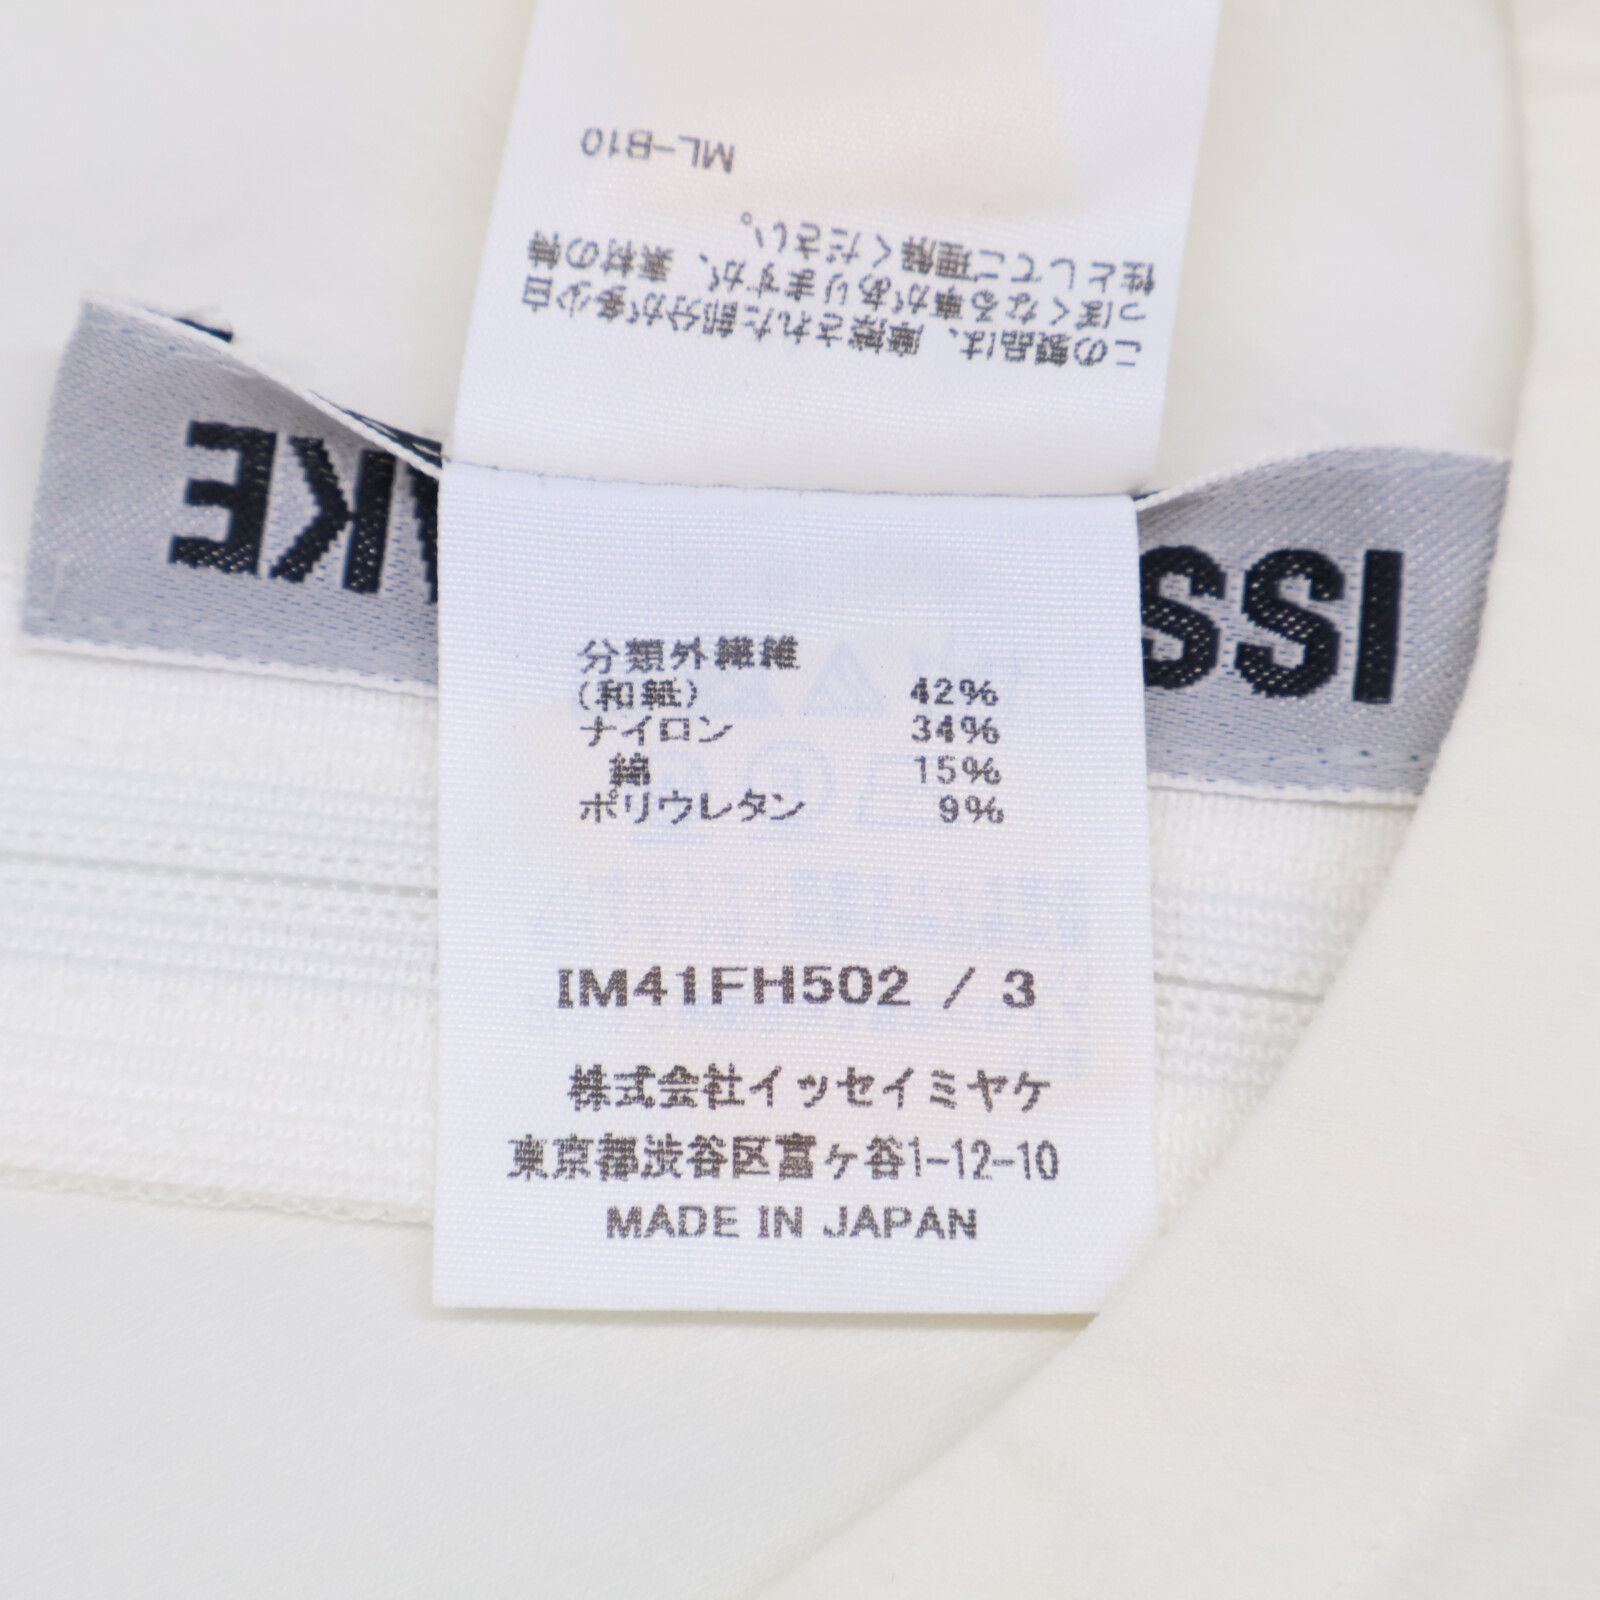 ML-B10
この製品は、摩擦された部分が多少白
っぽくなる事がありますが、素材の特
性としてご理解ください。
ISS
KE
分類外繊維
(和紙) 42%
ナイロン 34%
綿 15%
ポリウレタン 9%
IM41FH502 / 3
株式会社イッセイミヤケ
東京都渋谷区富ヶ谷1-12-10
MADE IN JAPAN